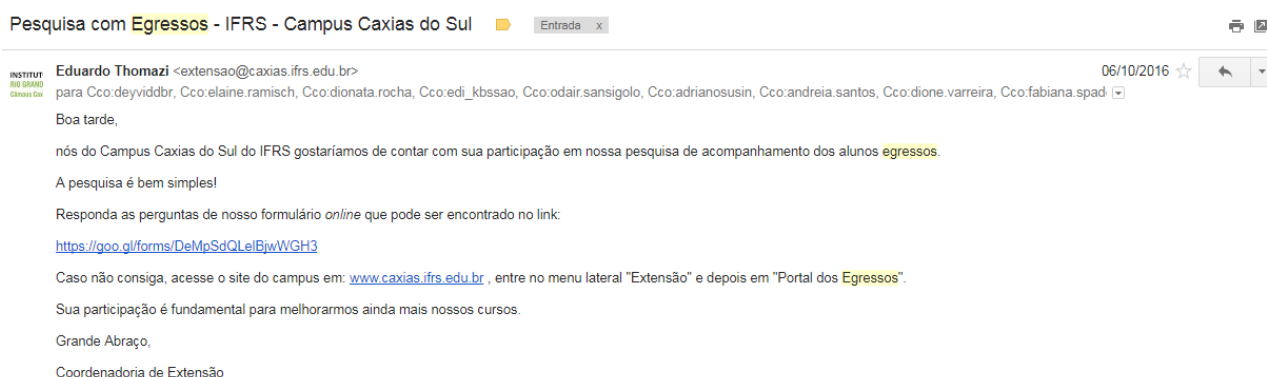 Pesquisa com Egressos - IFRS - Campus Caxias do Sul Entrada x
INSTITUT
RIO GRAND
Câmpus Cax
Eduardo Thomazi <extensao@caxias.ifrs.edu.br> 06/10/2016
para Cco:deyviddbr, Cco:elaine.ramisch, Cco:dionata.rocha, Cco:edi_kbssao, Cco:odair.sansigolo, Cco:adrianosusin, Cco:andreia.santos, Cco:dione.varreira, Cco:fabiana.spad
Boa tarde,
nós do Campus Caxias do Sul do IFRS gostaríamos de contar com sua participação em nossa pesquisa de acompanhamento dos alunos egressos.
A pesquisa é bem simples!
Responda as perguntas de nosso formulário online que pode ser encontrado no link:
https://goo.gl/forms/DeMpSdQLelBjwWGH3
Caso não consiga, acesse o site do campus em: www.caxias.ifrs.edu.br , entre no menu lateral "Extensão" e depois em "Portal dos Egressos".
Sua participação é fundamental para melhorarmos ainda mais nossos cursos.
Grande Abraço,
Coordenadoria de Extensão